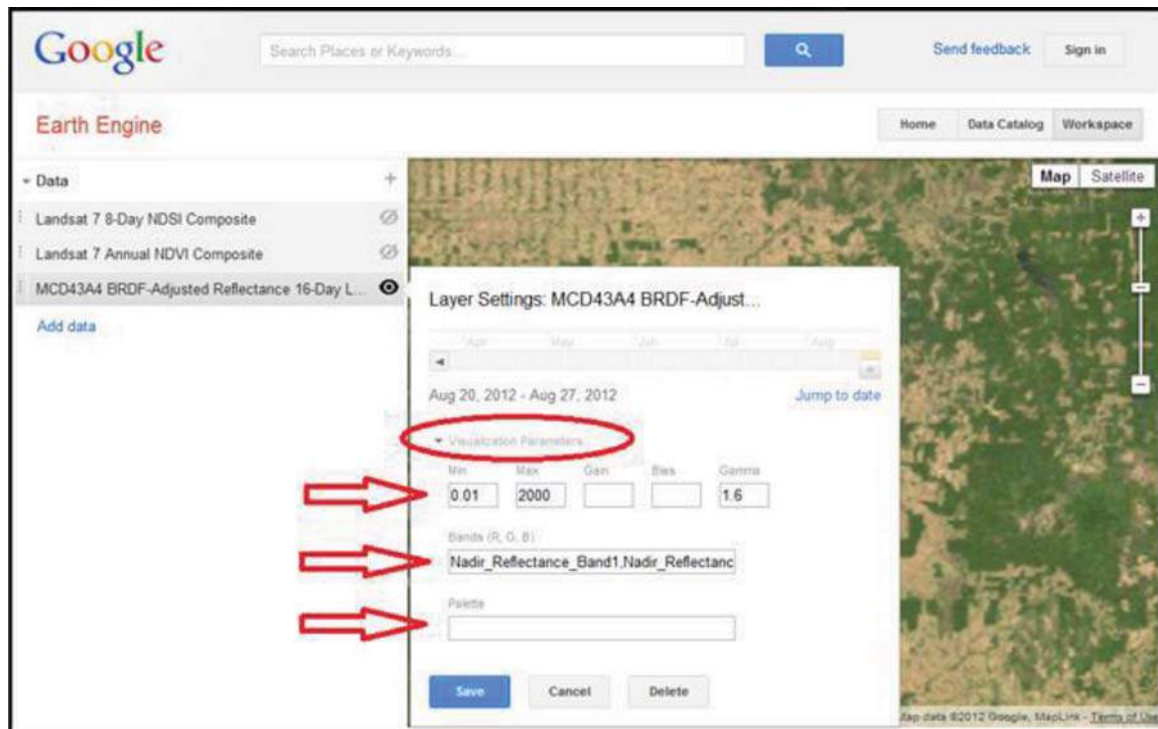 Google
Search Places or Keywords...
Send feedback
Sign in
Earth Engine
Home
Data Catalog
Workspace
Data
Map
Satellite
Landsat 7 8-Day NDSI Composite
Landsat 7 Annual NDVI Composite
MCD43A4 BRDF-Adjusted Reflectance 16-Day L...
Add data
Layer Settings: MCD43A4 BRDF-Adjust...
Apr May Jun Jul Aug
Aug 20, 2012 - Aug 27, 2012
Jump to date
Visualization Parameters
Min Max Gain Bias Gamma
0.01 2000 1.6
Bands (R, G, B)
Nadir_Reflectance_Band1,Nadir_Reflectanc
Palette
Save
Cancel
Delete
Map data ©2012 Google, MapLink - Terms of Use